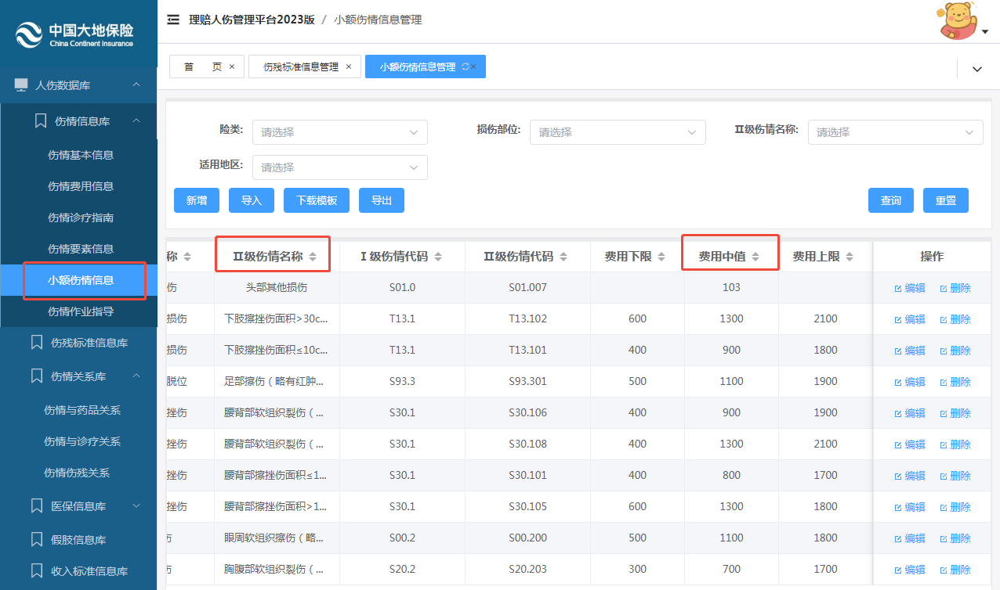 中国大地保险
China Continent Insurance
理赔人伤管理平台2023版 / 小额伤情信息管理
首 页 ×
伤残标准信息管理 ×
小额伤情信息管理 ×
人伤数据库
伤情信息库
伤情基本信息
伤情费用信息
伤情诊疗指南
伤情要素信息
小额伤情信息
伤情作业指导
伤残标准信息库
伤情关系库
伤情与药品关系
伤情与诊疗关系
伤情伤残关系
医保信息库
假肢信息库
收入标准信息库
险类: 请选择
损伤部位: 请选择
II级伤情名称: 请选择
适用地区: 请选择
新增 导入 下载模板 导出 查询 重置
称 II级伤情名称 I 级伤情代码 II级伤情代码 费用下限 费用中值 费用上限 操作
伤 头部其他损伤 S01.0 S01.007 103 编辑 删除
损伤 下肢擦挫伤面积>30c... T13.1 T13.102 600 1300 2100 编辑 删除
损伤 下肢擦挫伤面积≤10c... T13.1 T13.101 400 900 1800 编辑 删除
脱位 足部擦伤（略有红肿... S93.3 S93.301 500 1100 1900 编辑 删除
挫伤 腰背部软组织裂伤（... S30.1 S30.106 400 900 1900 编辑 删除
挫伤 腰背部软组织裂伤（... S30.1 S30.108 400 1300 2100 编辑 删除
挫伤 腰背部擦挫伤面积≤1... S30.1 S30.101 400 800 1700 编辑 删除
挫伤 腰背部擦挫伤面积>1... S30.1 S30.105 600 1300 1800 编辑 删除
眼周软组织擦伤（略... S00.2 S00.200 500 1100 1800 编辑 删除
胸腹部软组织裂伤（... S20.2 S20.203 300 700 1700 编辑 删除